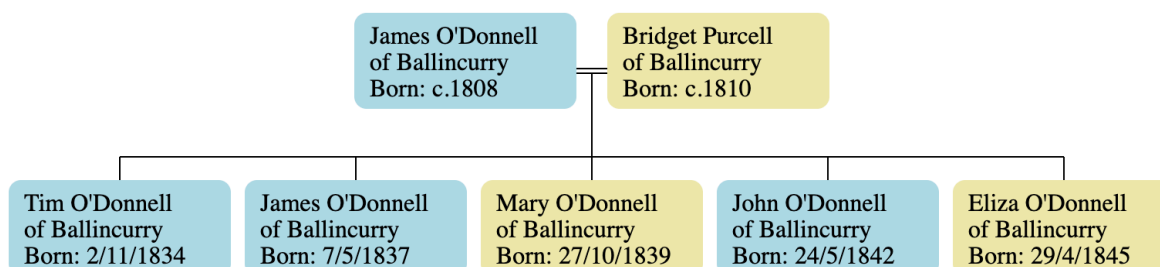 James O'Donnell
of Ballincurry
Born: c.1808
Bridget Purcell
of Ballincurry
Born: c.1810
Tim O'Donnell
of Ballincurry
Born: 2/11/1834
James O'Donnell
of Ballincurry
Born: 7/5/1837
Mary O'Donnell
of Ballincurry
Born: 27/10/1839
John O'Donnell
of Ballincurry
Born: 24/5/1842
Eliza O'Donnell
of Ballincurry
Born: 29/4/1845